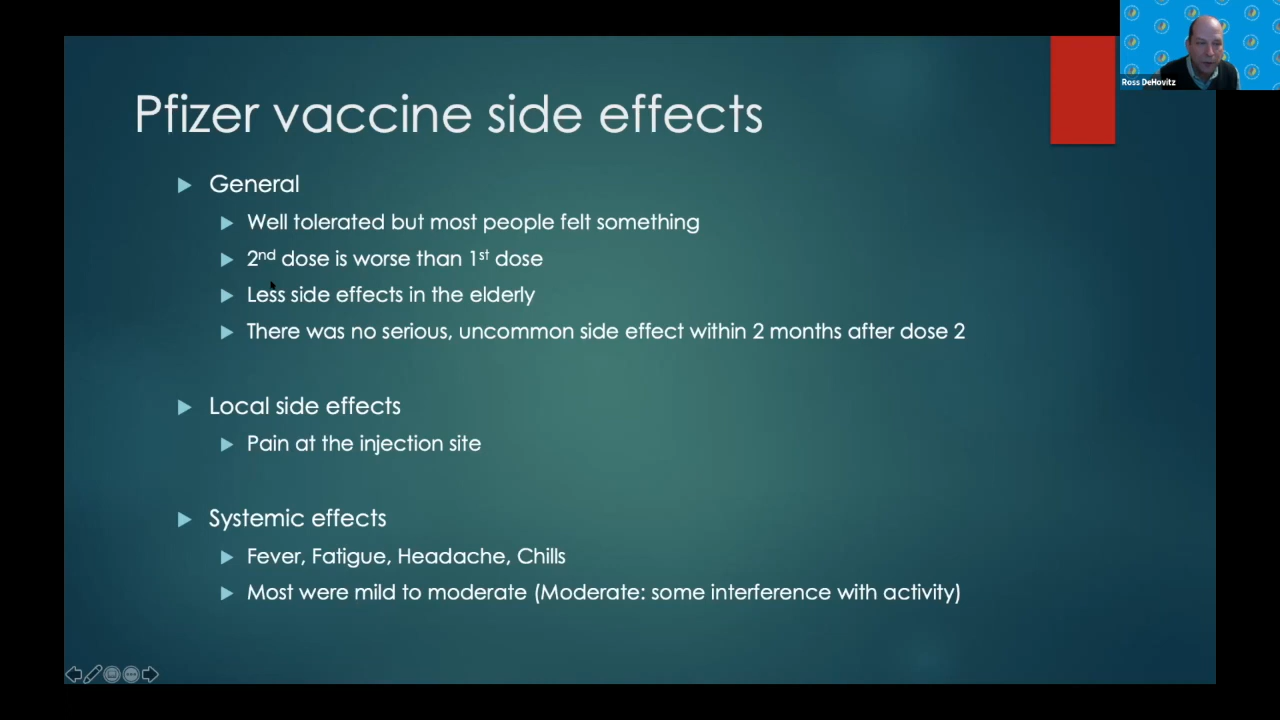 Ross DeHovitz
Pfizer vaccine side effects
General
Well tolerated but most people felt something
2nd dose is worse than 1st dose
Less side effects in the elderly
There was no serious, uncommon side effect within 2 months after dose 2
Local side effects
Pain at the injection site
Systemic effects
Fever, Fatigue, Headache, Chills
Most were mild to moderate (Moderate: some interference with activity)